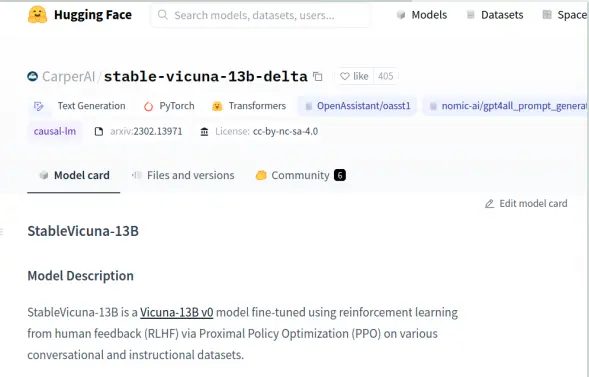 Hugging Face Search models, datasets, users... Models Datasets Space
CarperAI/stable-vicuna-13b-delta like 405
Text Generation PyTorch Transformers OpenAssistant/oasst1 nomic-ai/gpt4all_prompt_generat
causal-lm arxiv:2302.13971 License: cc-by-nc-sa-4.0
Model card Files and versions Community 6
Edit model card
StableVicuna-13B
Model Description
StableVicuna-13B is a Vicuna-13B v0 model fine-tuned using reinforcement learning
from human feedback (RLHF) via Proximal Policy Optimization (PPO) on various
conversational and instructional datasets.